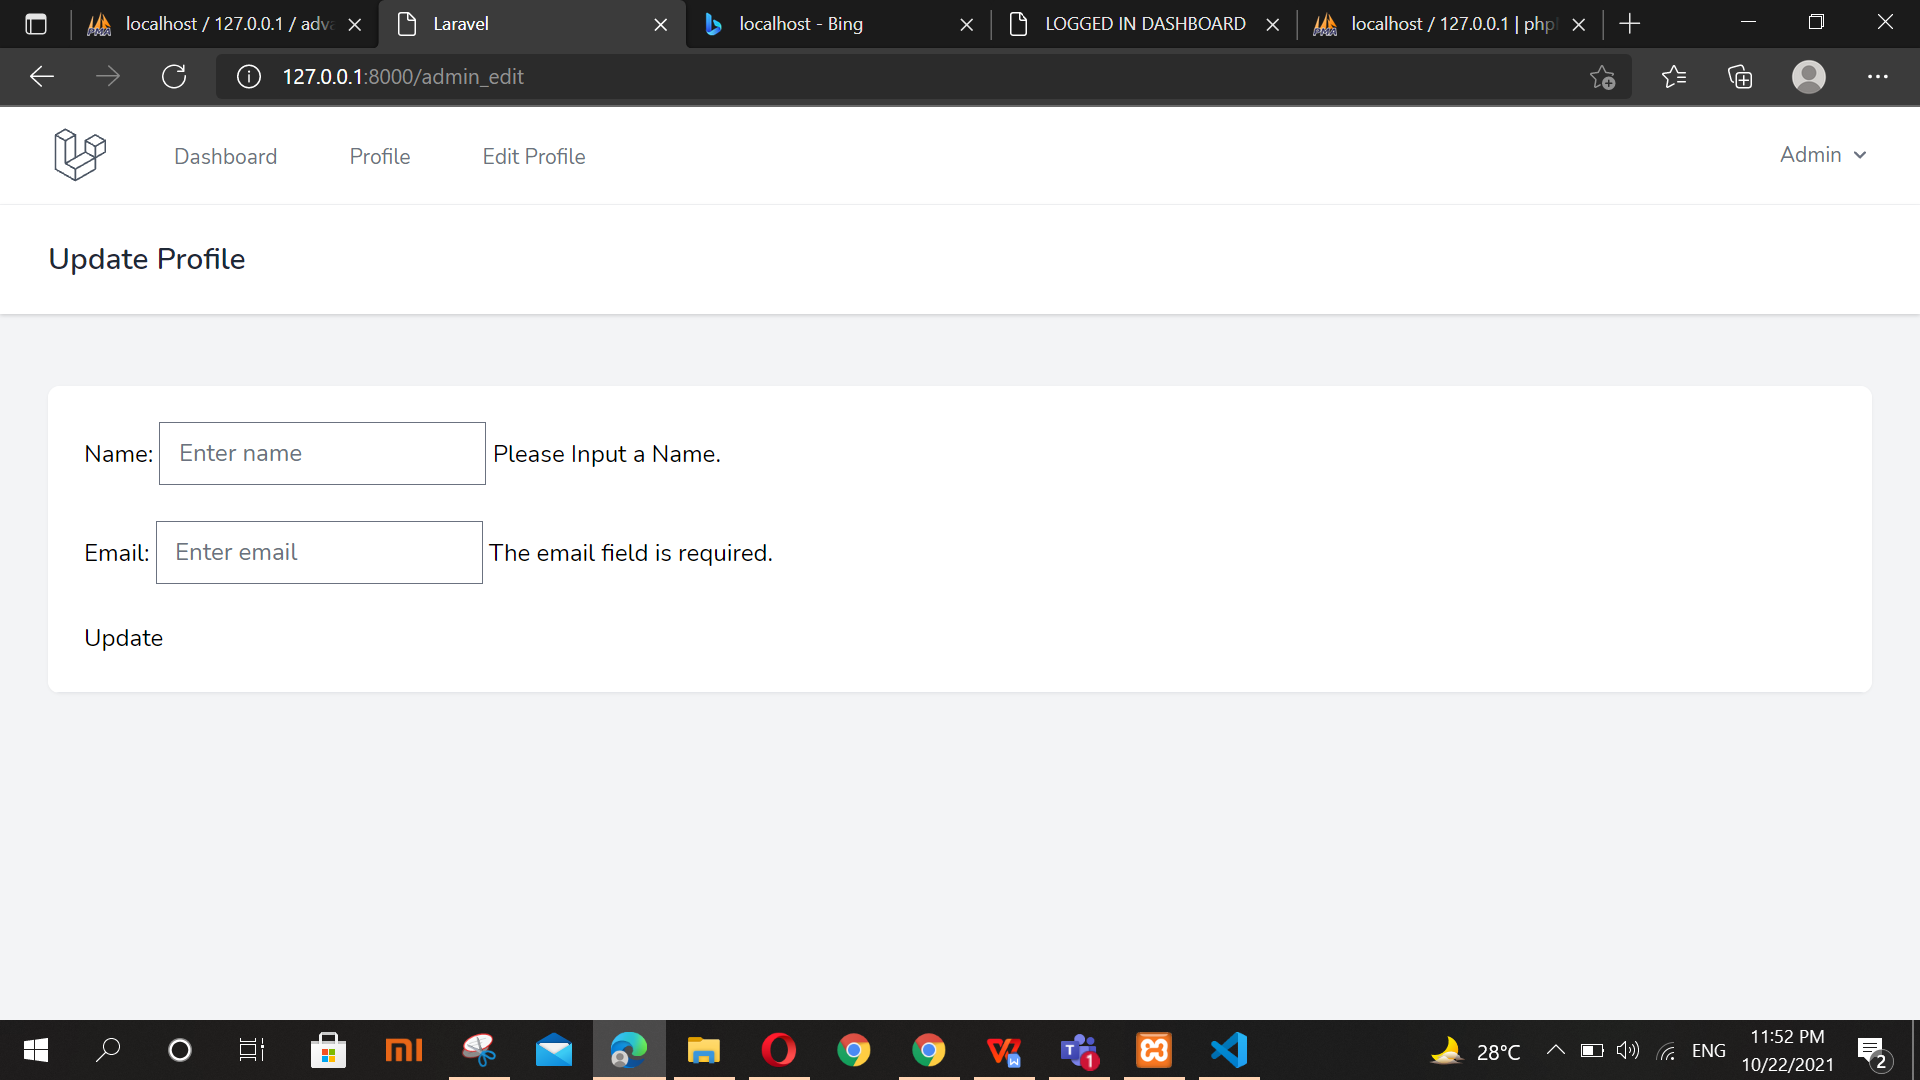 localhost / 127.0.0.1 / adva
Laravel
localhost - Bing
LOGGED IN DASHBOARD
localhost / 127.0.0.1 | php
127.0.0.1:8000/admin_edit
Dashboard
Profile
Edit Profile
Admin
Update Profile
Name:
Enter name
Please Input a Name.
Email:
Enter email
The email field is required.
Update
28°C
ENG
11:52 PM
10/22/2021
2